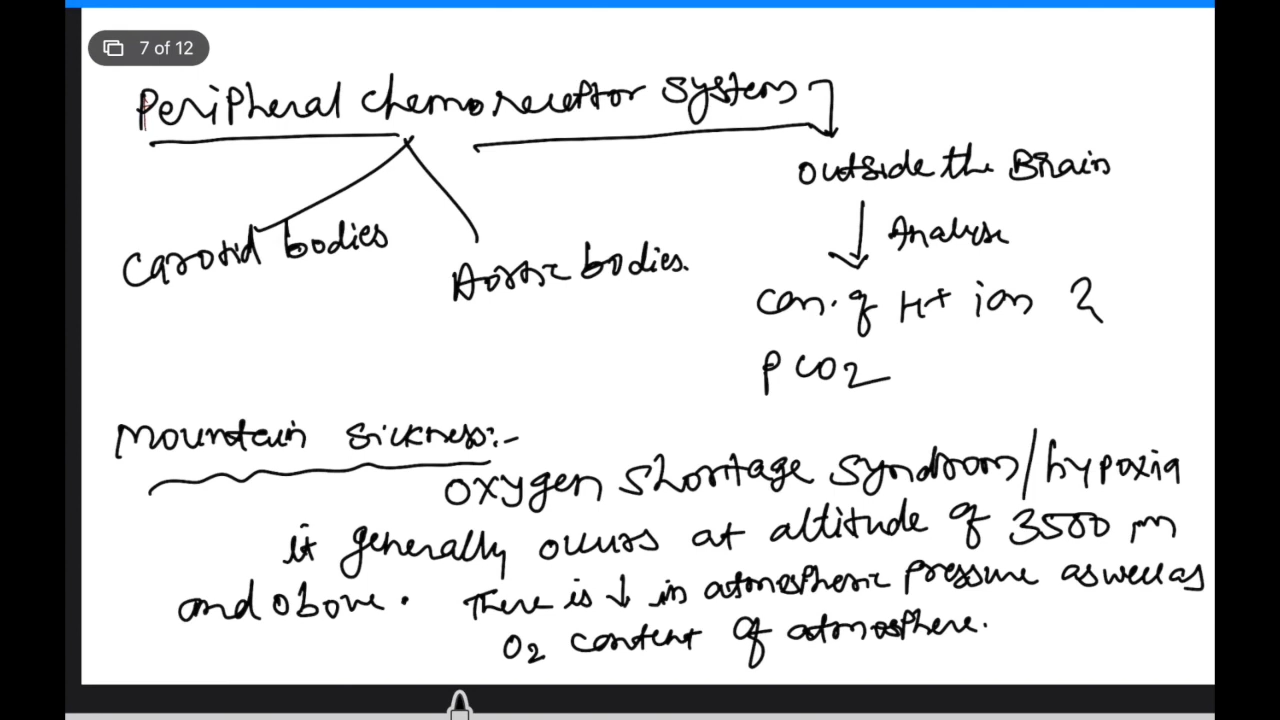 7 of 12
Peripheral chemoreceptor system
outside the Brain
Analyse
Carotid bodies
Aortic bodies.
Con. of H+ ion &
PCO2
Mountain sickness:-
Oxygen shortage syndrom/hypoxia
it generally occurs at altitude of 3500 m
and above. There is ↓ in atmospheric pressure as well as
O2 content of atmosphere.